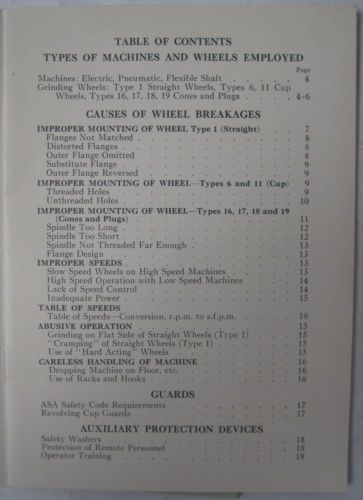 TABLE OF CONTENTS
TYPES OF MACHINES AND WHEELS EMPLOYED
Page
Machines: Electric, Pneumatic, Flexible Shaft . . . . 4
Grinding Wheels: Type 1 Straight Wheels, Types 6, 11 Cup
Wheels, Types 16, 17, 18, 19 Cones and Plugs . . . . 4-6
CAUSES OF WHEEL BREAKAGES
IMPROPER MOUNTING OF WHEEL Type 1 (Straight) . . 7
Flanges Not Matched . . . . 8
Distorted Flanges . . . . 8
Outer Flange Omitted . . . . 8
Substitute Flange . . . . 9
Outer Flange Reversed . . . . 9
IMPROPER MOUNTING OF WHEEL—Types 6 and 11 (Cup) . 9
Threaded Holes . . . . 9
Unthreaded Holes . . . . 10
IMPROPER MOUNTING OF WHEEL—Types 16, 17, 18 and 19
(Cones and Plugs) . . . . 11
Spindle Too Long . . . . 12
Spindle Too Short . . . . 12
Spindle Not Threaded Far Enough . . . . 13
Flange Design . . . . 13
IMPROPER SPEEDS . . . . 13
Slow Speed Wheels on High Speed Machines . . . . 13
High Speed Operation with Low Speed Machines . . . . 14
Lack of Speed Control . . . . 14
Inadequate Power . . . . 15
TABLE OF SPEEDS
Table of Speeds—Conversion, r.p.m. to s.f.p.m. . . . 19
ABUSIVE OPERATION . . . . 15
Grinding on Flat Side of Straight Wheels (Type 1) . . . 15
"Cramping" of Straight Wheels (Type 1) . . . . 15
Use of "Hard Acting" Wheels . . . . 15
CARELESS HANDLING OF MACHINE . . . . 16
Dropping Machine on Floor, etc. . . . . 16
Use of Racks and Hooks . . . . 16
GUARDS
ASA Safety Code Requirements . . . . 17
Revolving Cup Guards . . . . 17
AUXILIARY PROTECTION DEVICES
Safety Washers . . . . 18
Protection of Remote Personnel . . . . 18
Operator Training . . . . 18